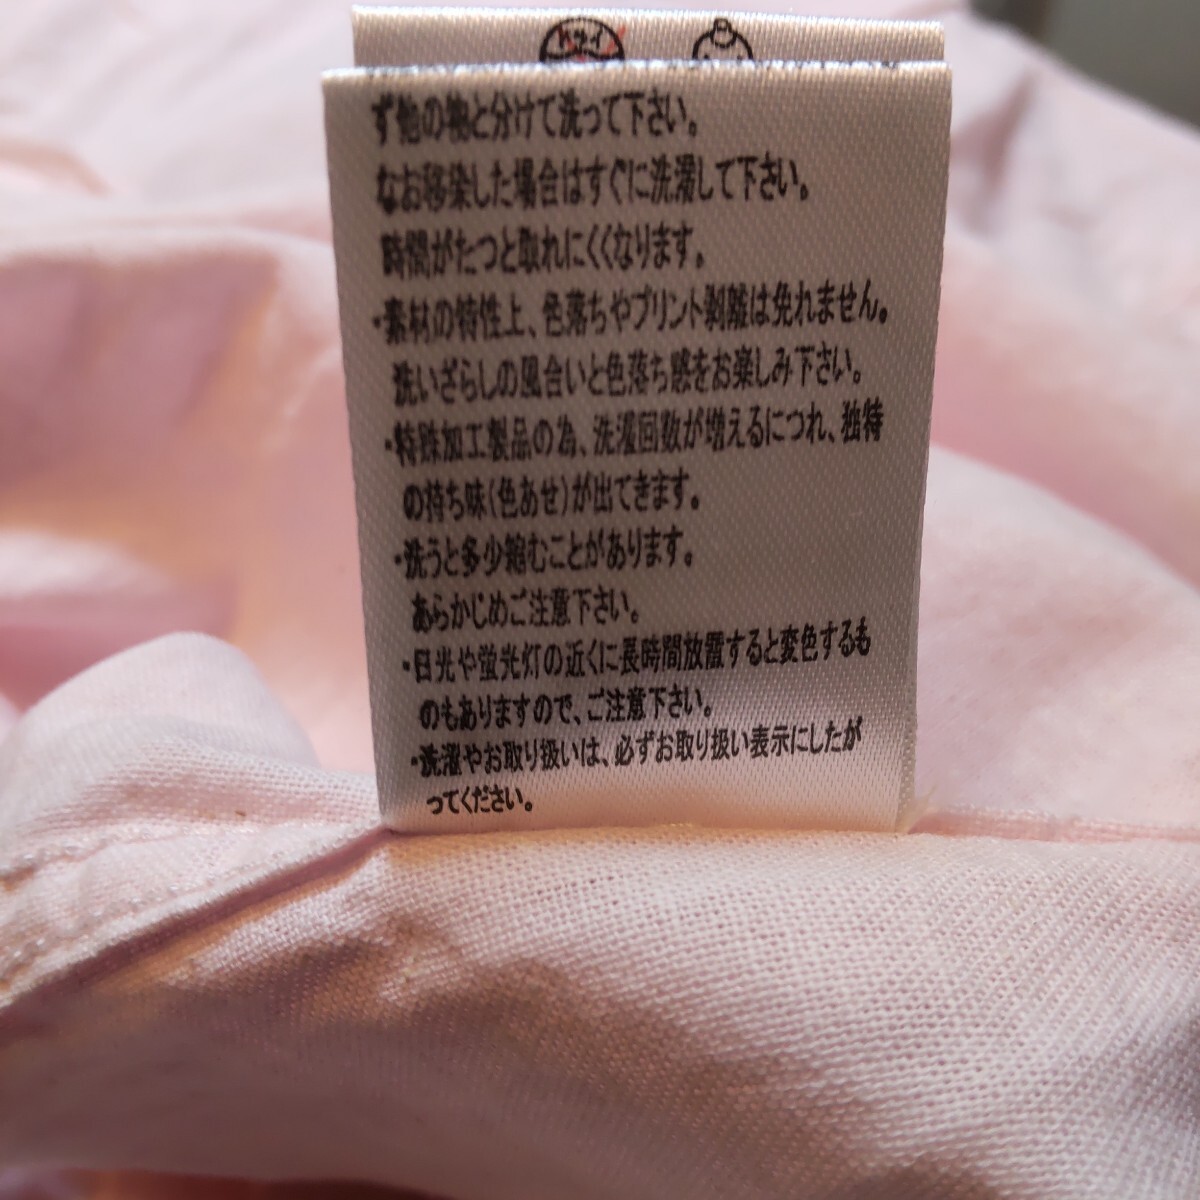 ドライ
ず他の物と分けて洗って下さい。
なお移染した場合はすぐに洗濯して下さい。
時間がたつと取れにくくなります。
・素材の特性上、色落ちやプリント剥離は免れません。
洗いざらしの風合いと色落ち感をお楽しみ下さい。
・特殊加工製品の為、洗濯回数が増えるにつれ、独特
の持ち味(色あせ)が出てきます。
・洗うと多少縮むことがあります。
あらかじめご注意下さい。
・日光や蛍光灯の近くに長時間放置すると変色するも
のもありますので、ご注意下さい。
・洗濯やお取り扱いは、必ずお取り扱い表示にしたが
ってください。